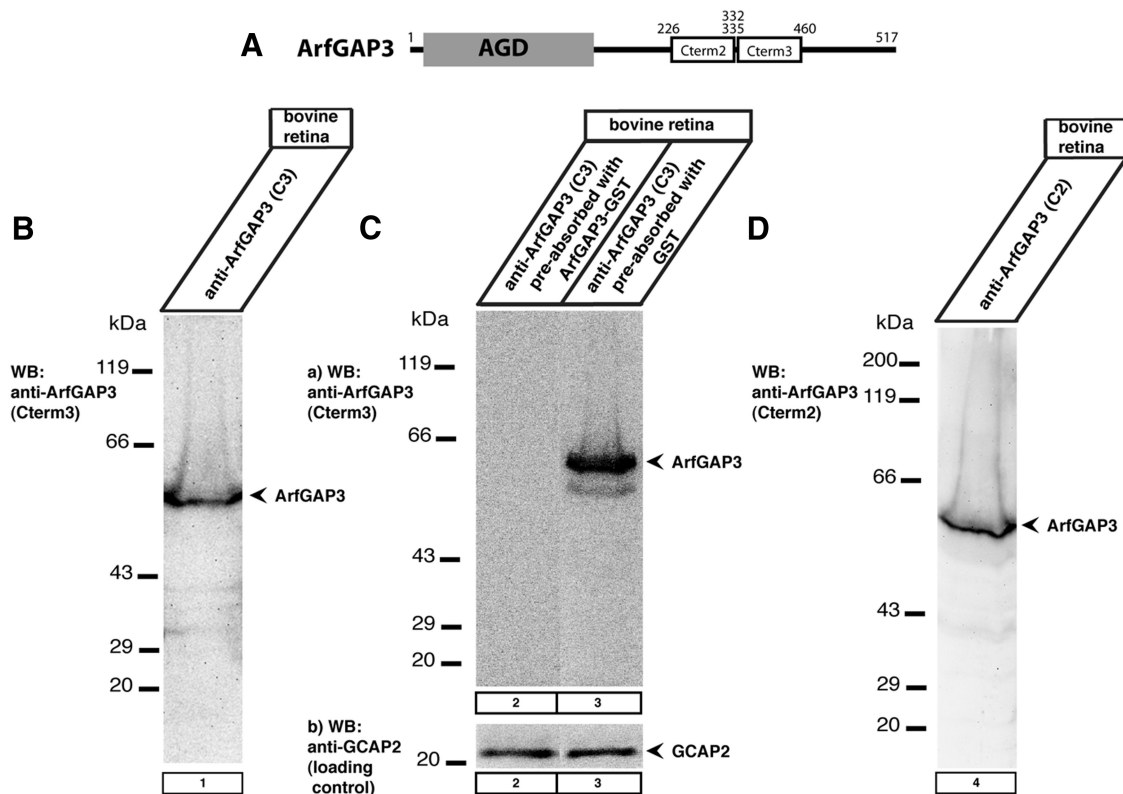 A
ArfGAP3
1
AGD
226
332
335
460
517
Cterm2
Cterm3
B
bovine
retina
anti-ArfGAP3 (C3)
kDa
WB:
anti-ArfGAP3
(Cterm3)
119
66
43
29
20
ArfGAP3
1
C
bovine retina
anti-ArfGAP3 (C3)
pre-absorbed with
ArfGAP3-GST
anti-ArfGAP3 (C3)
pre-absorbed with
GST
kDa
a) WB:
anti-ArfGAP3
(Cterm3)
119
66
43
29
20
ArfGAP3
2
3
b) WB:
anti-GCAP2
(loading
control)
20
GCAP2
2
3
D
bovine
retina
anti-ArfGAP3 (C2)
kDa
WB:
anti-ArfGAP3
(Cterm2)
200
119
66
43
29
20
ArfGAP3
4